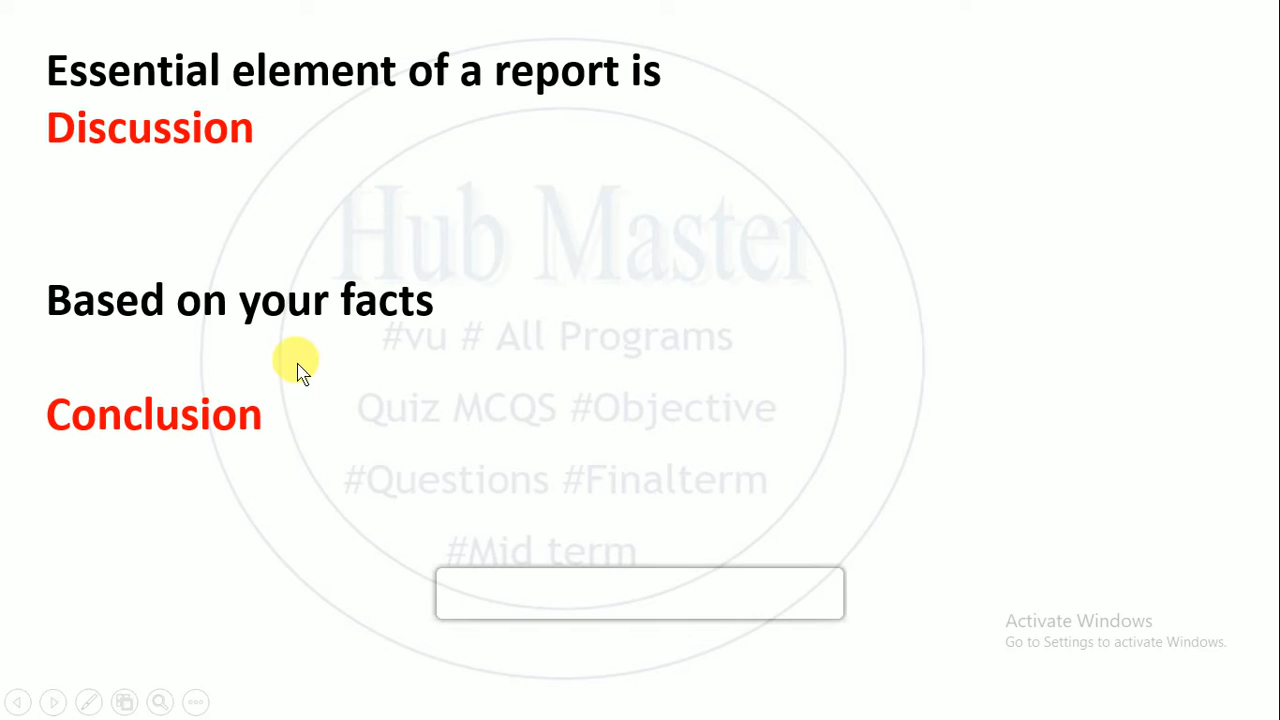 Essential element of a report is
Discussion
Hub Master
Based on your facts
#vu # All Programs
Conclusion
Quiz MCQS #Objective
#Questions #Finalterm
#Mid term
Activate Windows
Go to Settings to activate Windows.